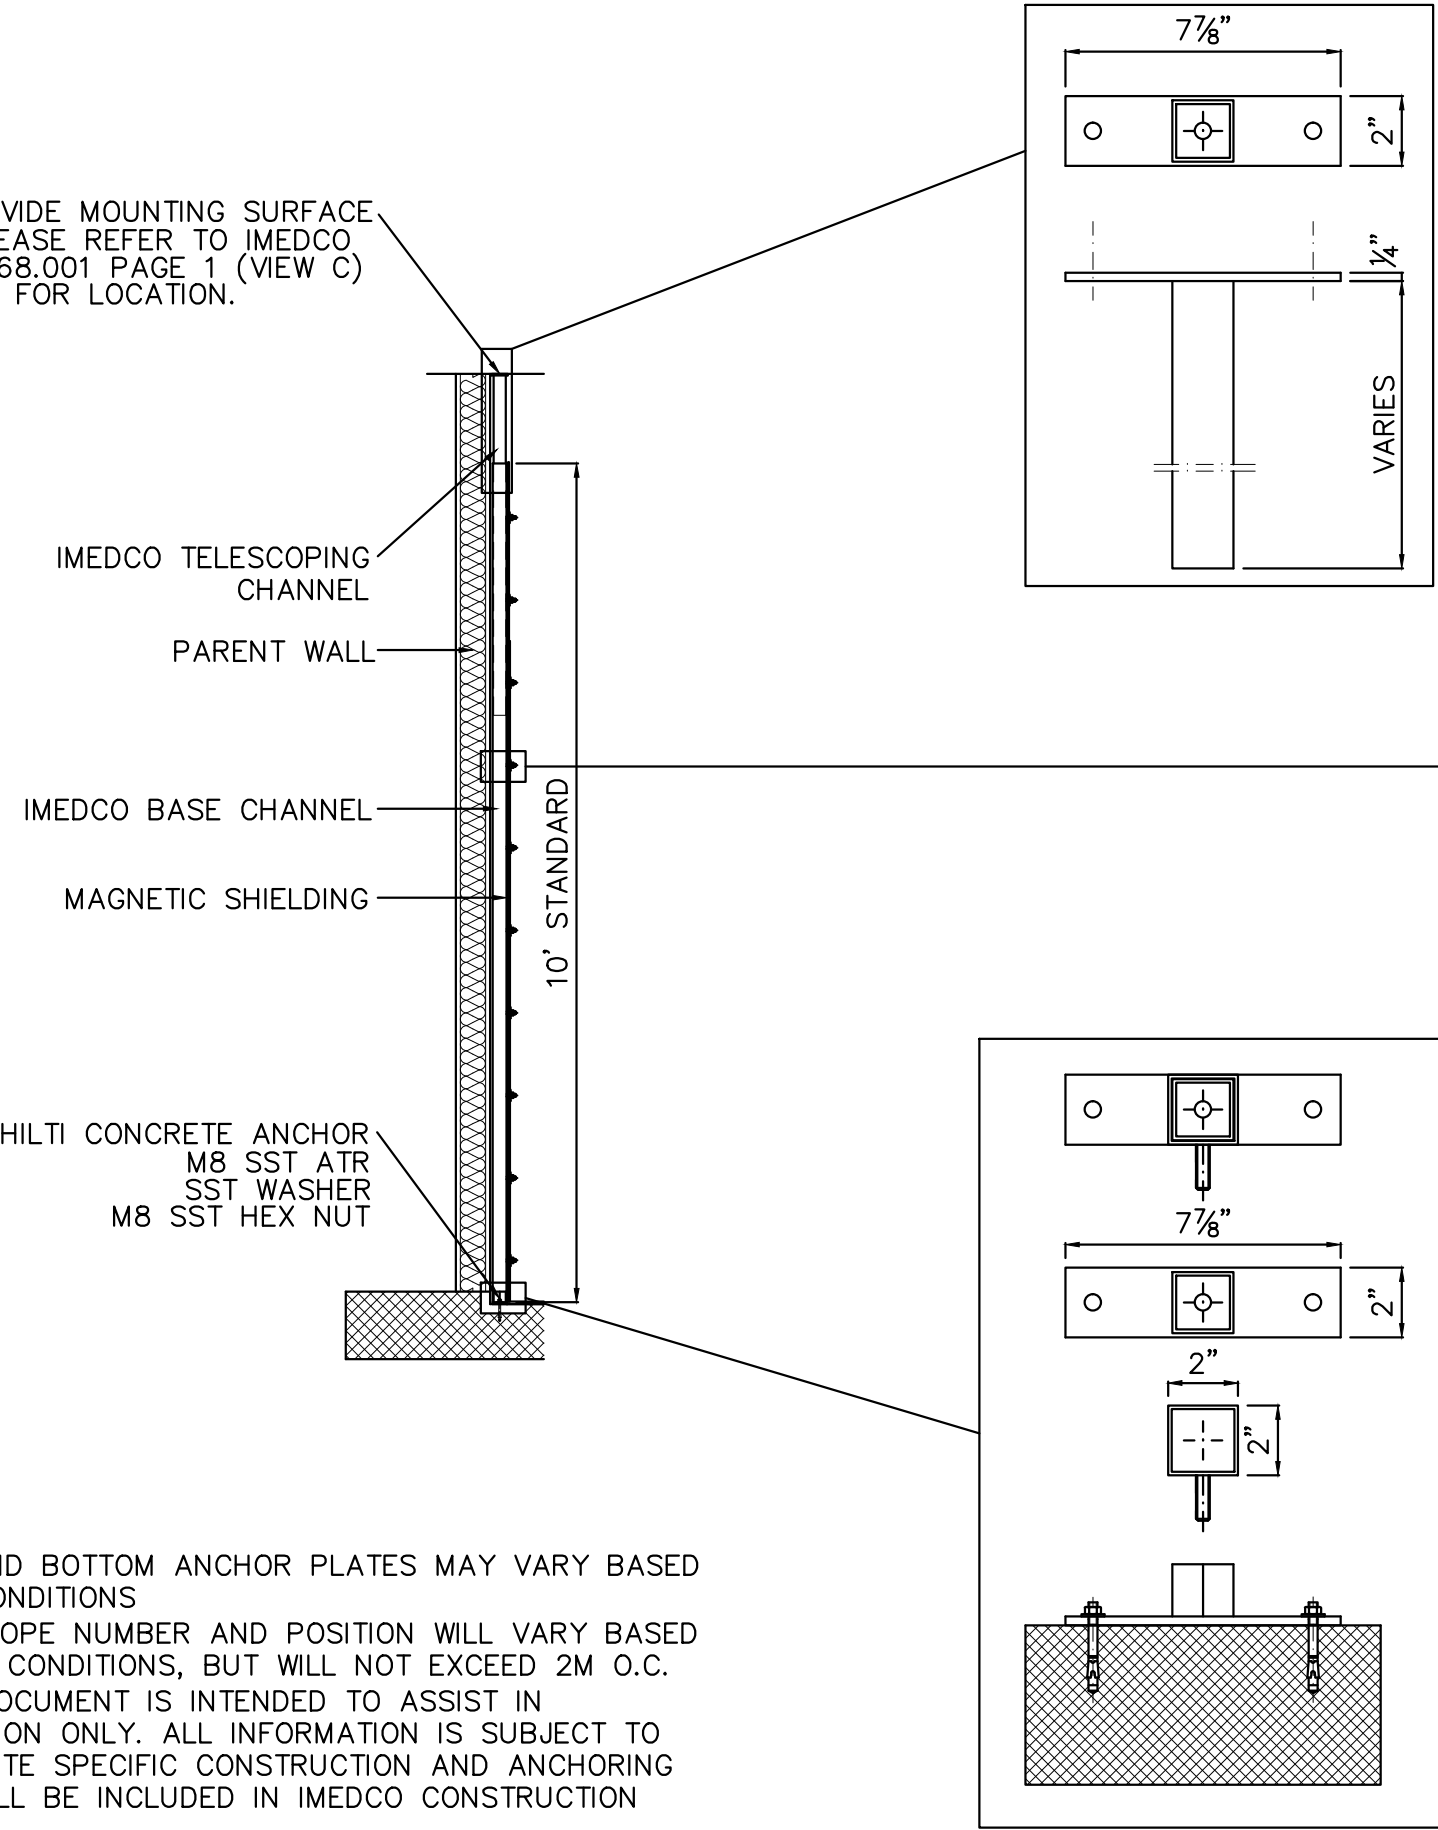 7⅞”
2”
¼”
VARIES
VIDE MOUNTING SURFACE
EASE REFER TO IMEDCO
68.001 PAGE 1 (VIEW C)
FOR LOCATION.
IMEDCO TELESCOPING
CHANNEL
PARENT WALL
IMEDCO BASE CHANNEL
MAGNETIC SHIELDING
10’ STANDARD
HILTI CONCRETE ANCHOR
M8 SST ATR
SST WASHER
M8 SST HEX NUT
7⅞”
2”
2”
2”
ND BOTTOM ANCHOR PLATES MAY VARY BASED
ONDITIONS
OPE NUMBER AND POSITION WILL VARY BASED
CONDITIONS, BUT WILL NOT EXCEED 2M O.C.
OCUMENT IS INTENDED TO ASSIST IN
ON ONLY. ALL INFORMATION IS SUBJECT TO
TE SPECIFIC CONSTRUCTION AND ANCHORING
LL BE INCLUDED IN IMEDCO CONSTRUCTION